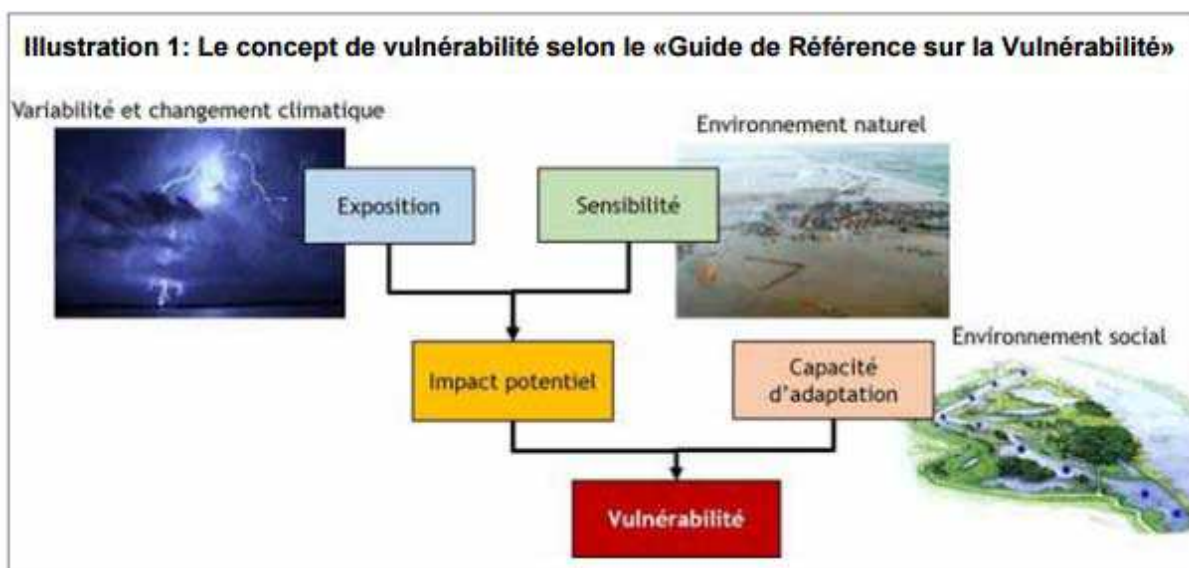 Illustration 1: Le concept de vulnérabilité selon le «Guide de Référence sur la Vulnérabilité»
Variabilité et changement climatique
Environnement naturel
Exposition
Sensibilité
Environnement social
Impact potentiel
Capacité
d'adaptation
Vulnérabilité